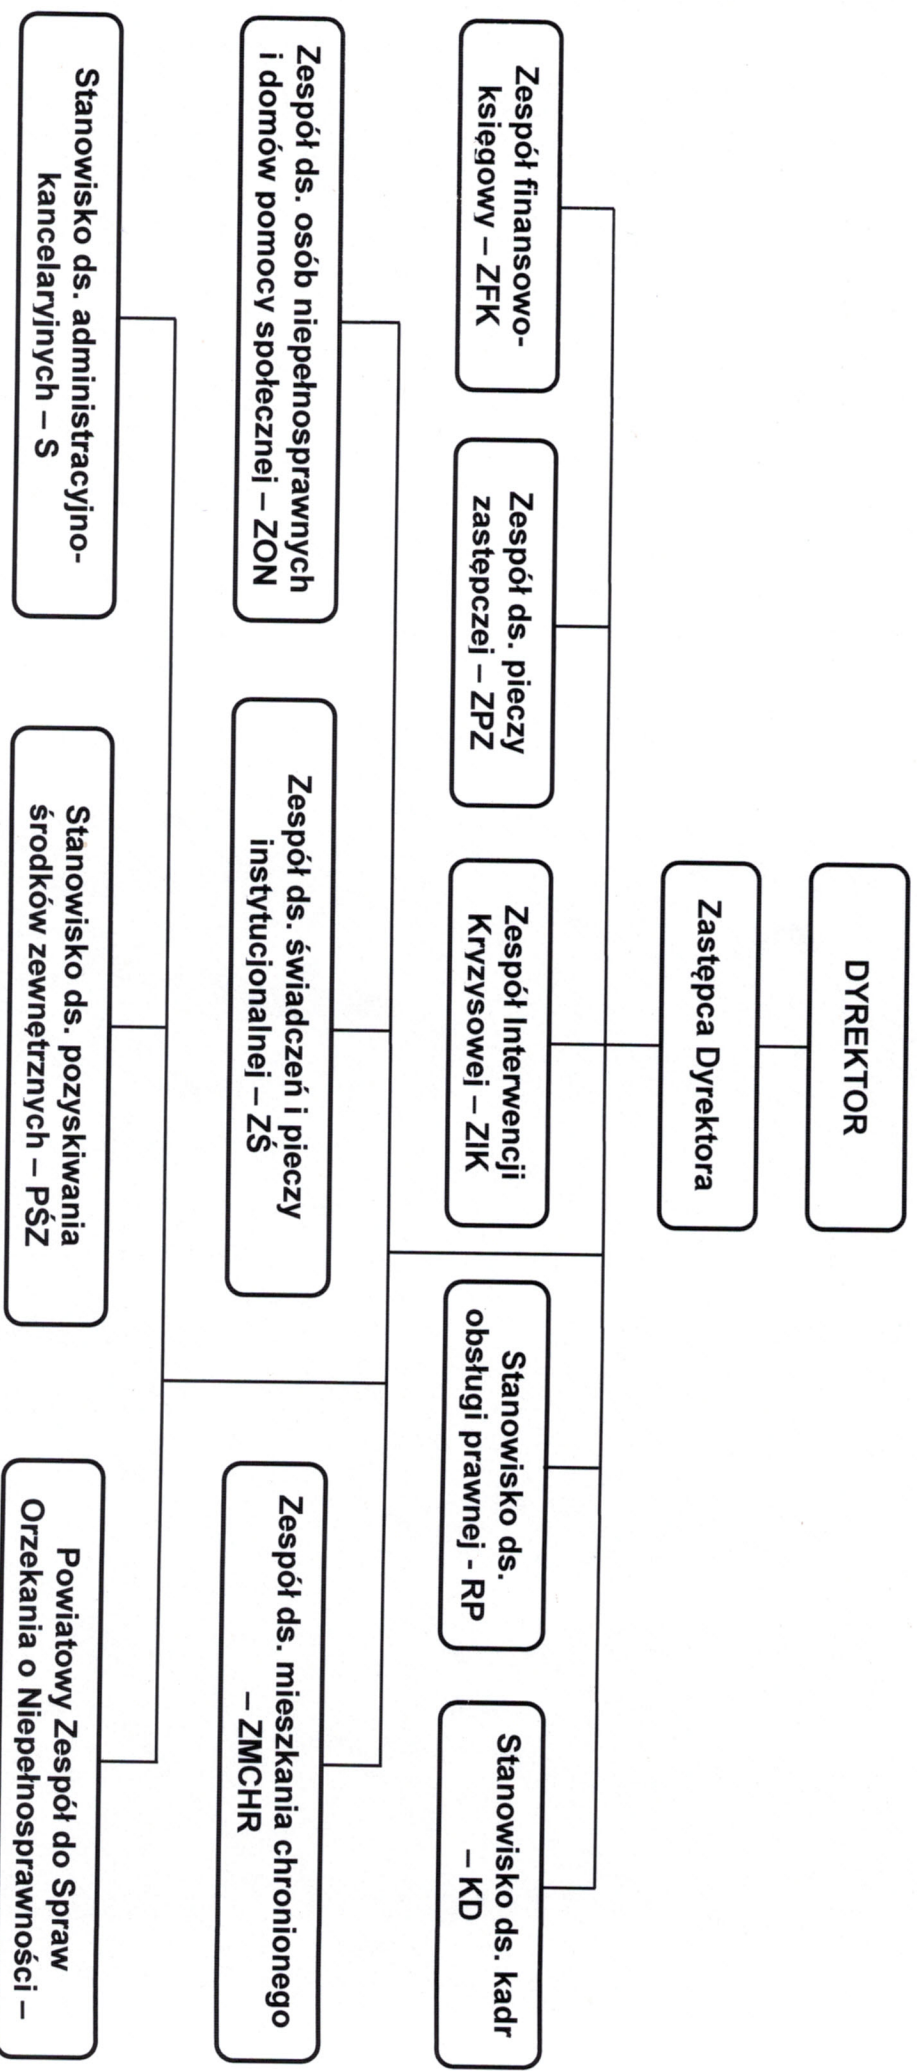 DYREKTOR
Zastępca Dyrektora
Zespół finansowo-
księgowy – ZFK
Zespół ds. pieczy
zastępczej – ZPZ
Zespół Interwencji
Kryzysowej – ZIK
Stanowisko ds.
obsługi prawnej - RP
Stanowisko ds. kadr
– KD
Zespół ds. osób niepełnosprawnych
i domów pomocy społecznej – ZON
Zespół ds. świadczeń i pieczy
instytucjonalnej – ZŚ
Zespół ds. mieszkania chronionego
– ZMCHR
Stanowisko ds. administracyjno-
kancelaryjnych – S
Stanowisko ds. pozyskiwania
środków zewnętrznych – PŚZ
Powiatowy Zespół do Spraw
Orzekania o Niepełnosprawności –